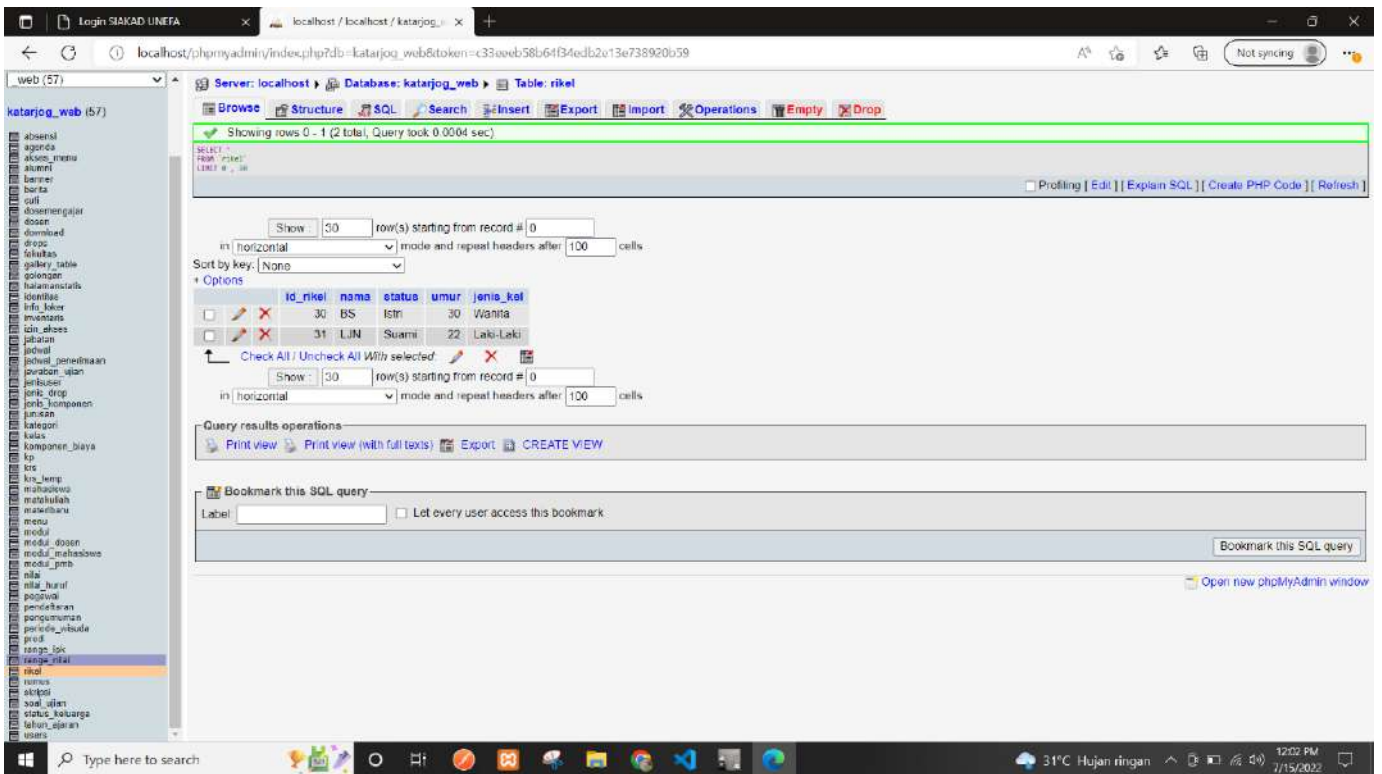 Login SIAKAD UNEFA
localhost / localhost / katarjog_
localhost/phpmyadmin/index.php?db=katarjog_web&token=c33eeeb58b64f34edb2e13e738920b59
Not syncing
_web (57)
katarjog_web (57)
absensi
agenda
akses_menu
alumni
banner
berita
cuti
dosenmengajar
dosen
download
drops
fakultas
gallery_table
golongan
halamanstatis
identitas
info_loker
inventaris
izin_akses
jabatan
jadwal
jadwal_penerimaan
jawaban_ujian
jenisuser
jenis_drop
jenis_komponen
jurusan
kategori
kelas
komponen_biaya
kp
krs
krs_temp
mahasiswa
matakuliah
materibaru
menu
modul
modul_dosen
modul_mahasiswa
modul_pmb
nilai
nilai_huruf
pegawai
pendaftaran
pengumuman
periode_wisuda
prodi
range_ipk
range_nilai
rikel
rumus
skripsi
soal_ujian
status_keluarga
tahun_ajaran
users
Server: localhost Database: katarjog_web Table: rikel
Browse Structure SQL Search Insert Export Import Operations Empty Drop
Showing rows 0 - 1 (2 total, Query took 0.0004 sec)
SELECT *
FROM `rikel`
LIMIT 0 , 30
Profiling [ Edit ] [ Explain SQL ] [ Create PHP Code ] [ Refresh ]
Show : 30 row(s) starting from record # 0
in horizontal mode and repeat headers after 100 cells
Sort by key: None
+ Options
id_rikel nama status umur jenis_kel
30 BS Istri 30 Wanita
31 LJN Suami 22 Laki-Laki
Check All / Uncheck All With selected:
Show : 30 row(s) starting from record # 0
in horizontal mode and repeat headers after 100 cells
Query results operations
Print view Print view (with full texts) Export CREATE VIEW
Bookmark this SQL query
Label: Let every user access this bookmark
Bookmark this SQL query
Open new phpMyAdmin window
Type here to search
31°C Hujan ringan
12:02 PM
7/15/2022